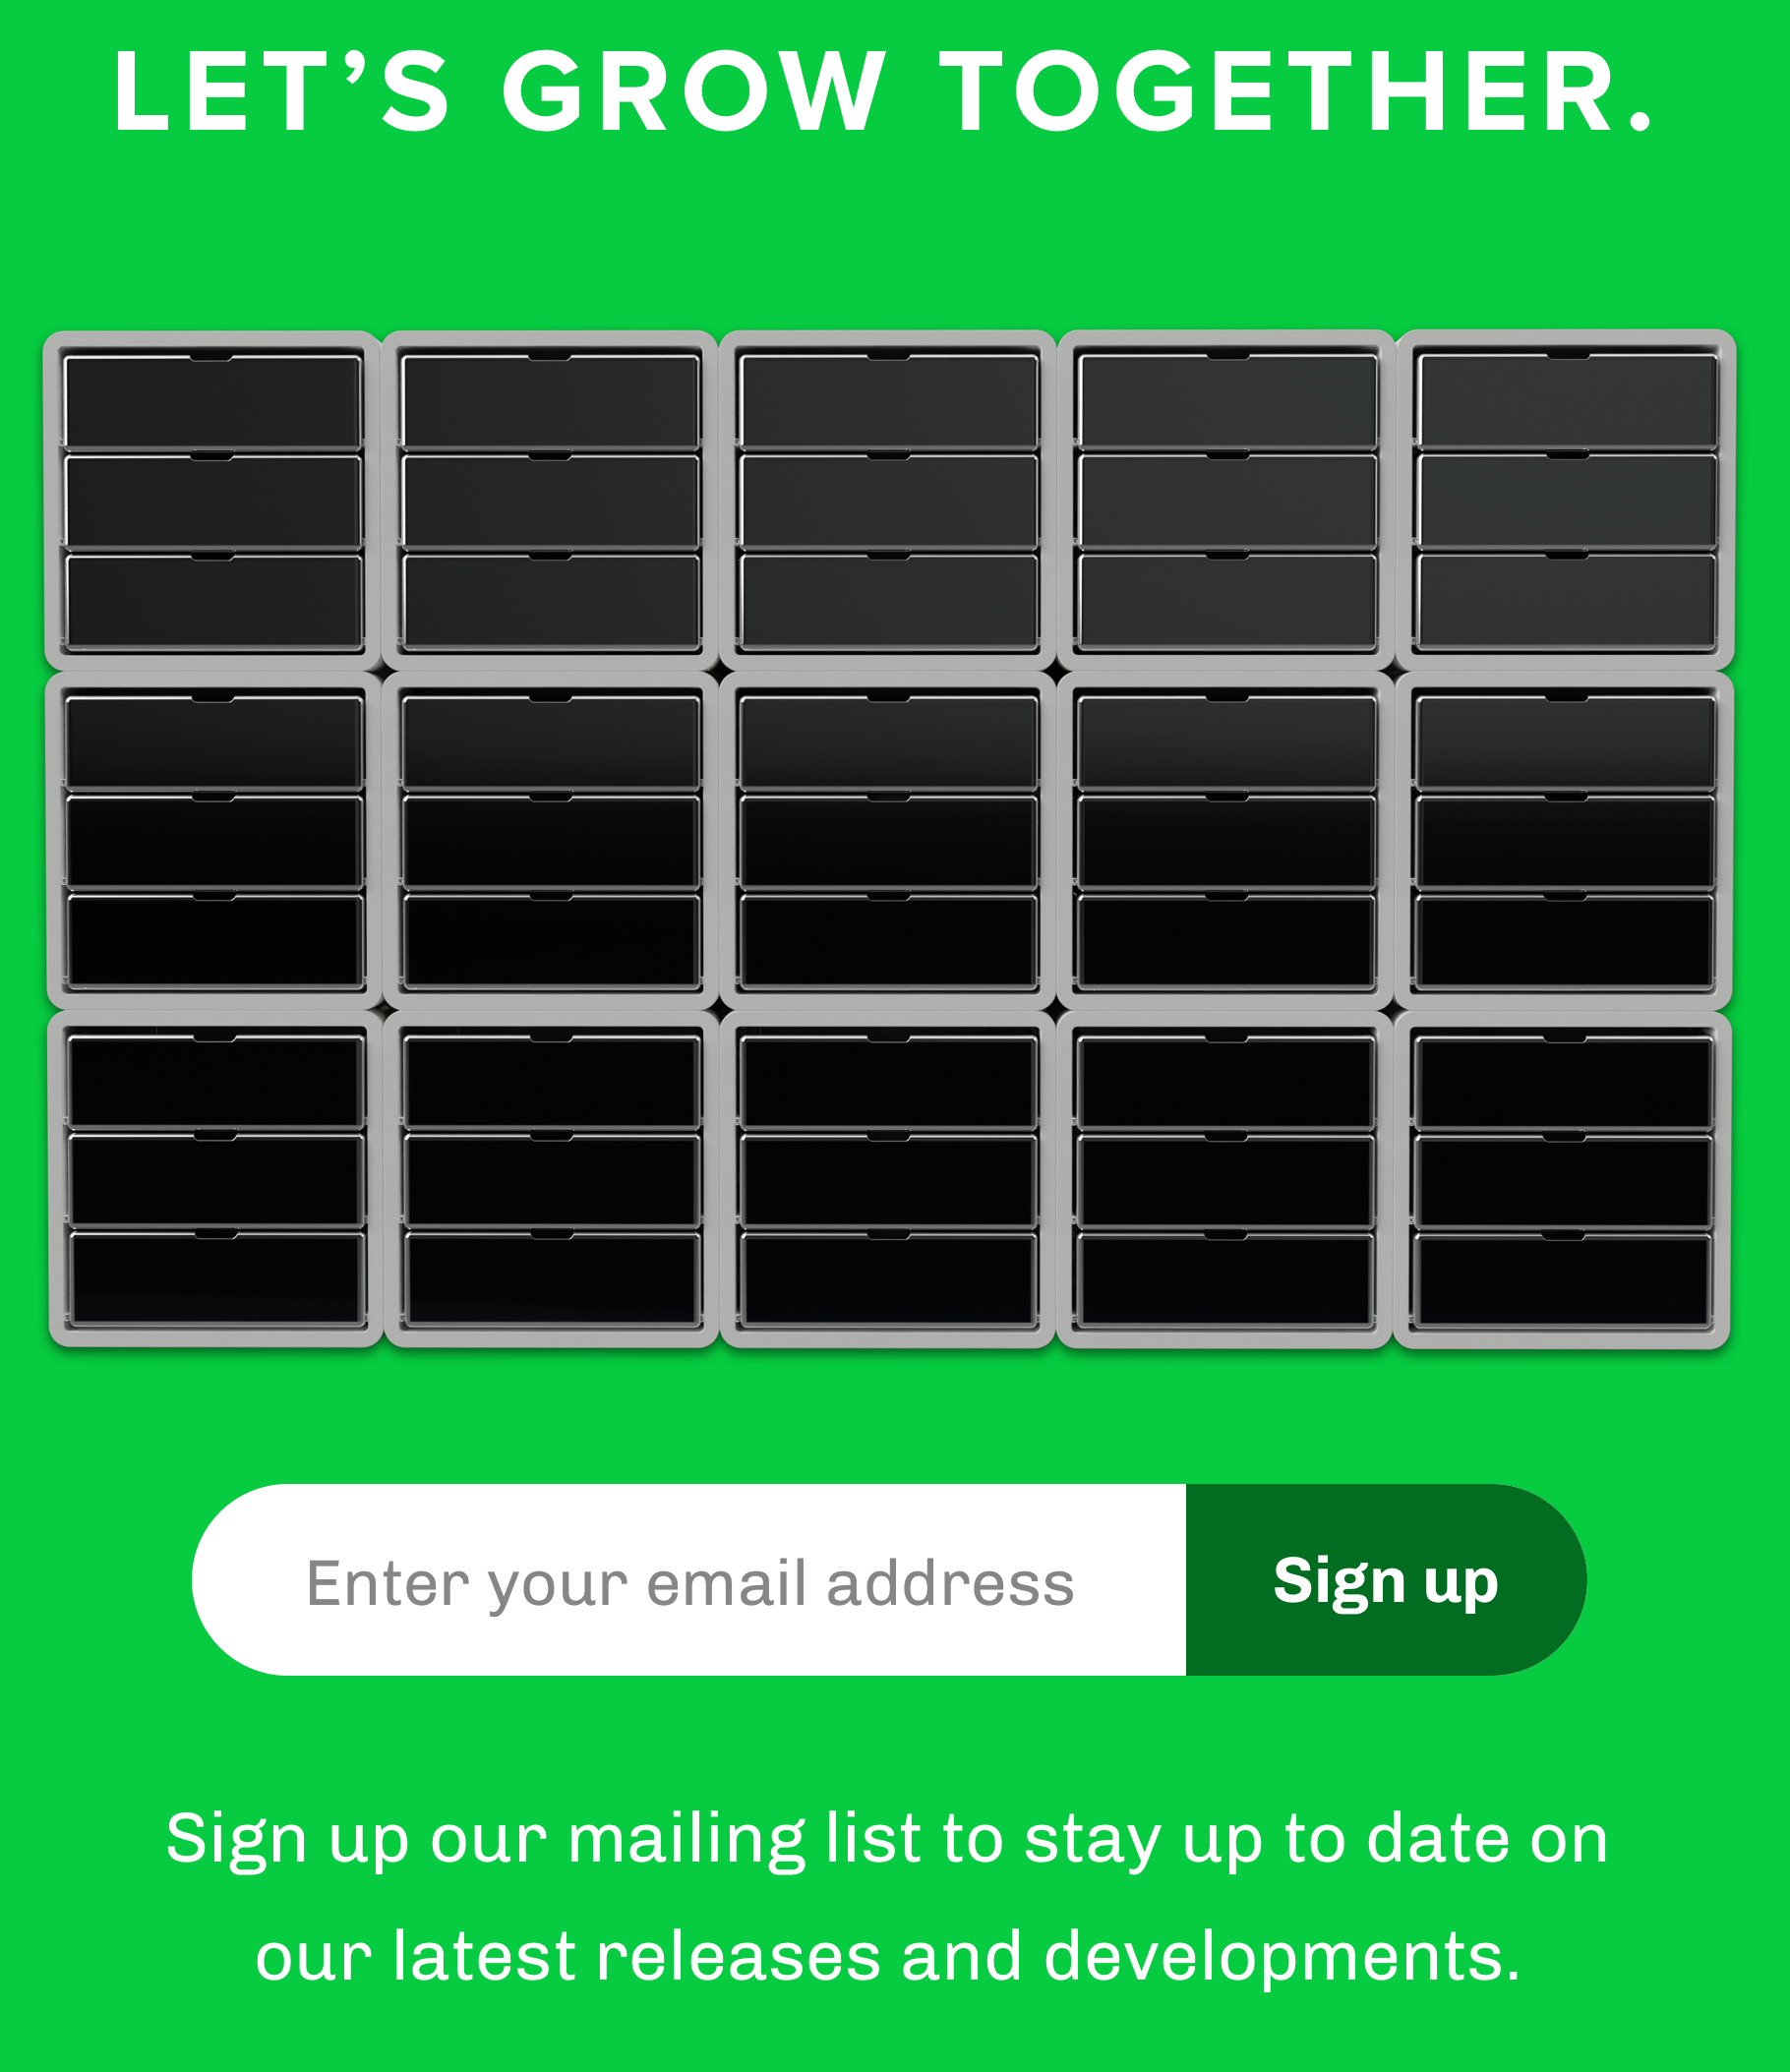 LET’S GROW TOGETHER.
Enter your email address
Sign up
Sign up our mailing list to stay up to date on
our latest releases and developments.